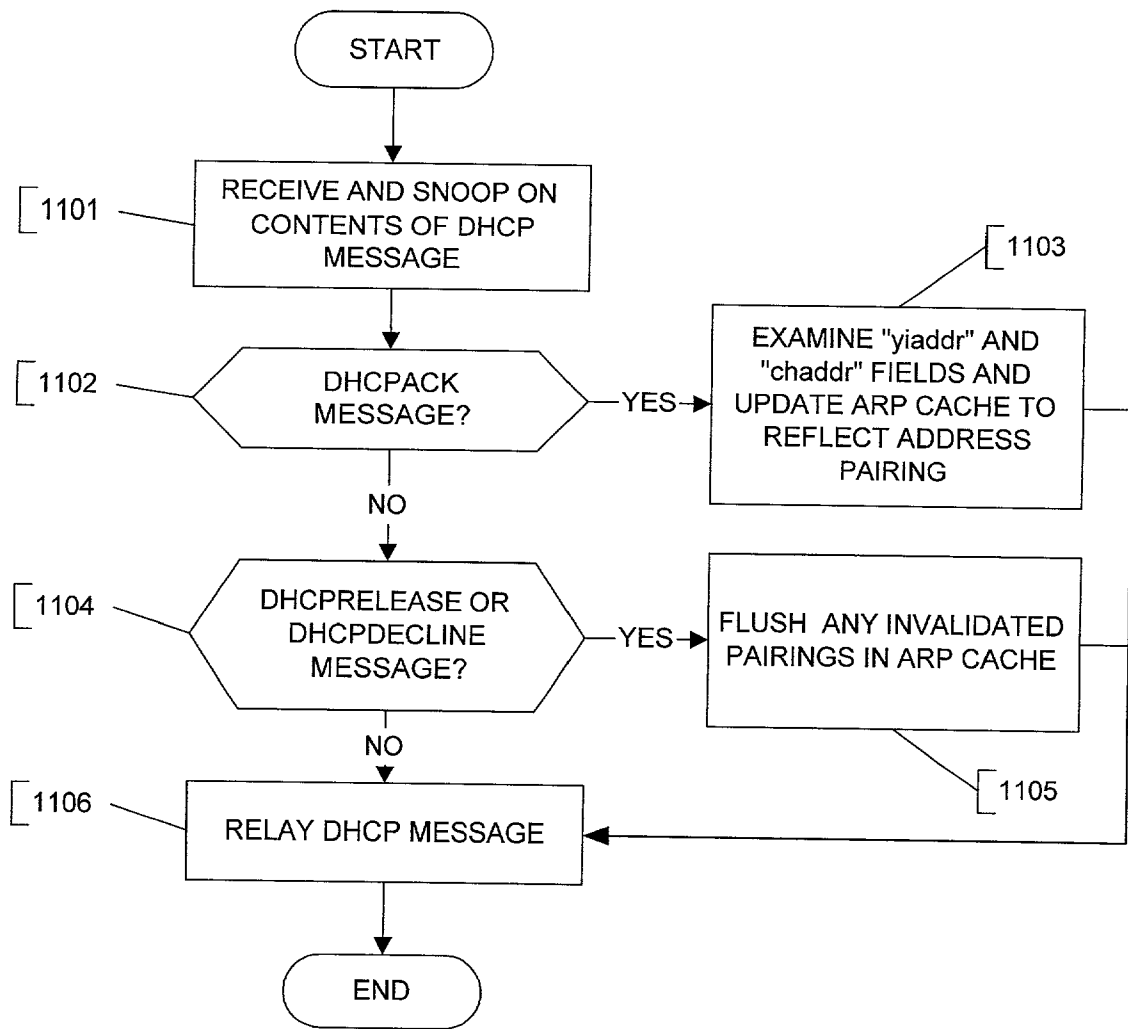 START
RECEIVE AND SNOOP ON
CONTENTS OF DHCP
MESSAGE
1101
1103
DHCPACK
MESSAGE?
1102
YES
EXAMINE "yiaddr" AND
"chaddr" FIELDS AND
UPDATE ARP CACHE TO
REFLECT ADDRESS
PAIRING
NO
DHCPRELEASE OR
DHCPDECLINE
MESSAGE?
1104
YES
FLUSH ANY INVALIDATED
PAIRINGS IN ARP CACHE
NO
1105
1106
RELAY DHCP MESSAGE
END